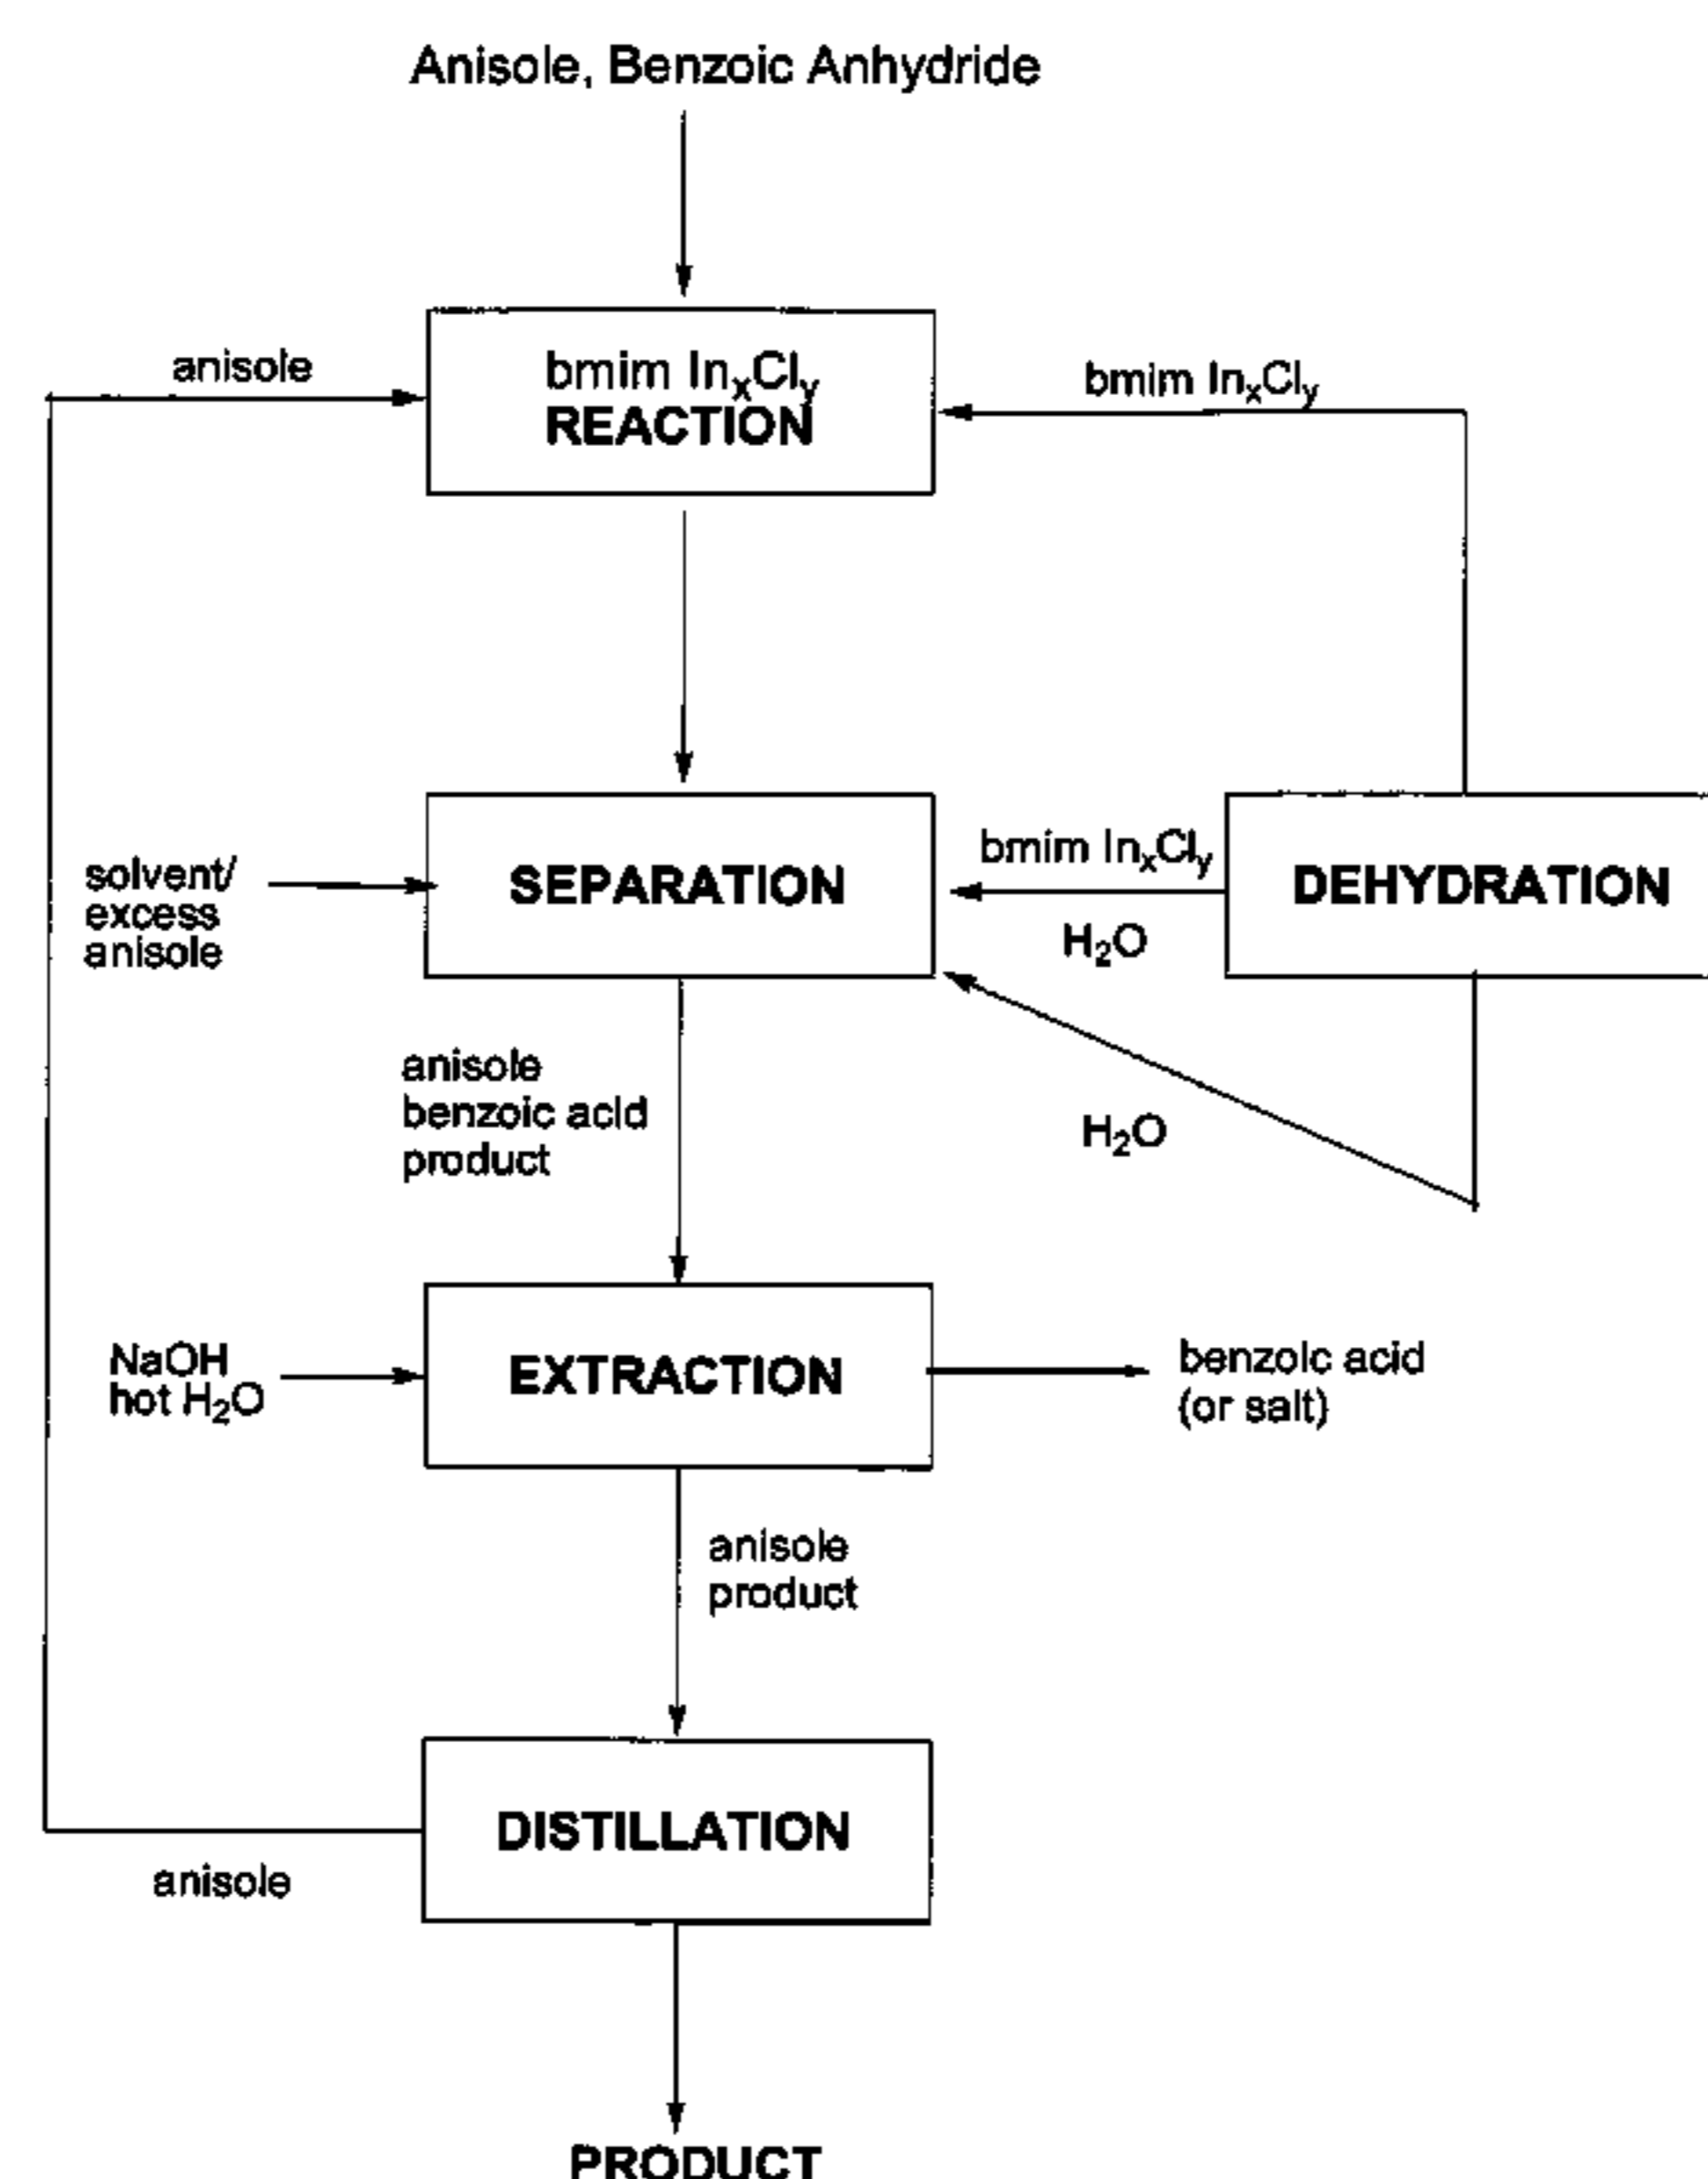 Anisole, Benzoic Anhydride
anisole
bmim InxCly
REACTION
bmim InxCly
solvent/
excess
anisole
SEPARATION
bmim InxCly
H2O
DEHYDRATION
anisole
benzoic acid
product
H2O
NaOH
hot H2O
EXTRACTION
benzoic acid
(or salt)
anisole
product
DISTILLATION
anisole
PRODUCT